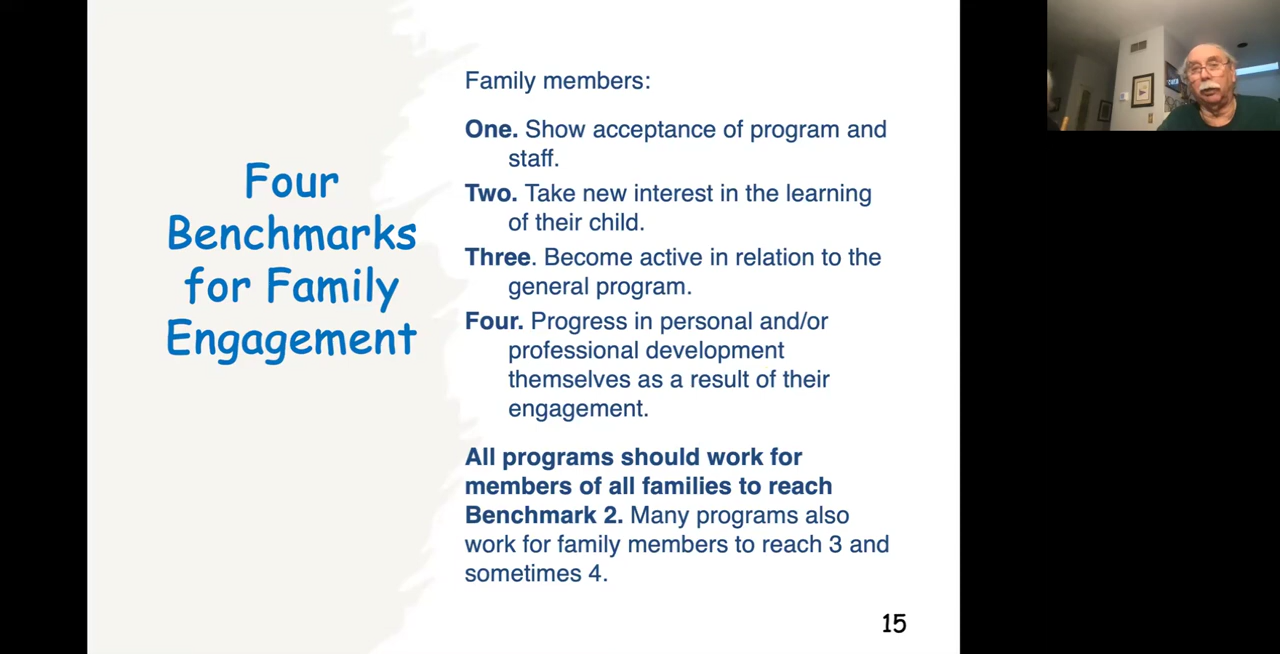 Four
Benchmarks
for Family
Engagement
Family members:
One. Show acceptance of program and
staff.
Two. Take new interest in the learning
of their child.
Three. Become active in relation to the
general program.
Four. Progress in personal and/or
professional development
themselves as a result of their
engagement.
All programs should work for
members of all families to reach
Benchmark 2. Many programs also
work for family members to reach 3 and
sometimes 4.
15